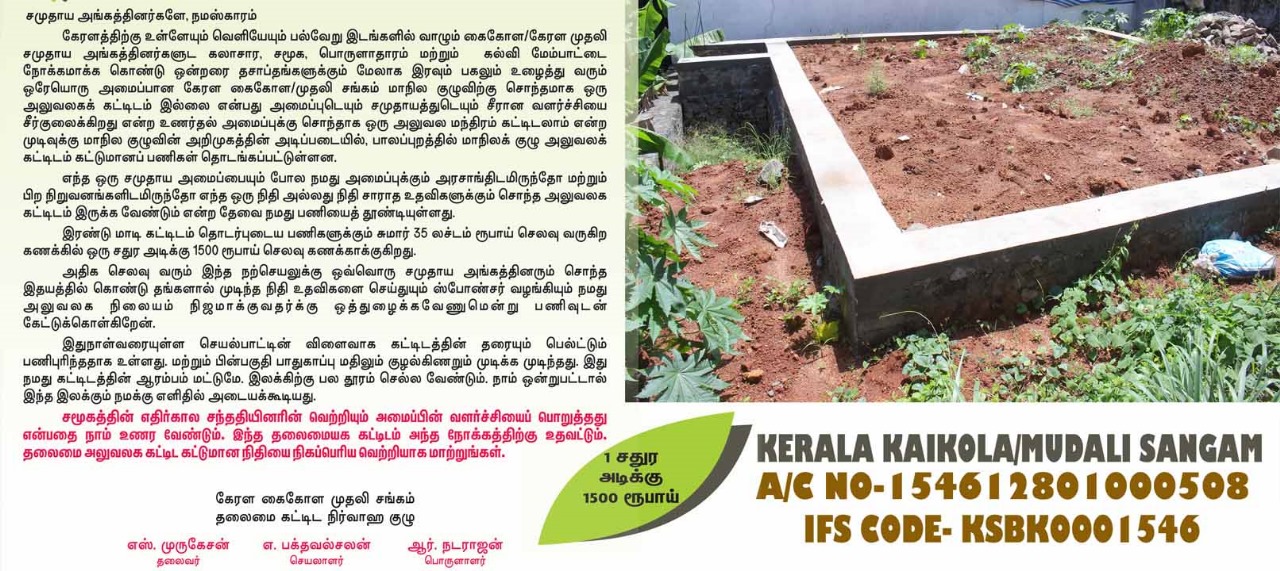 சமுதாய அங்கத்தினர்களே, நமஸ்காரம்
கேரளத்திற்கு உள்ளேயும் வெளியேயும் பல்வேறு இடங்களில் வாழும் கைகோள/கேரள முதலி
சமுதாய அங்கத்தினர்களுட கலாசார, சமூக, பொருளாதாரம் மற்றும் கல்வி மேம்பாட்டை
நோக்கமாக்க கொண்டு ஒன்றரை தசாப்தங்களுக்கும் மேலாக இரவும் பகலும் உழைத்து வரும்
ஒரேயொரு அமைப்பான கேரள கைகோள/முதலி சங்கம் மாநில குழுவிற்கு சொந்தமாக ஒரு
அலுவலகக் கட்டிடம் இல்லை என்பது அமைப்புடெயும் சமுதாயத்துடெயும் சீரான வளர்ச்சியை
சீர்குலைக்கிறது என்ற உணர்தல் அமைப்புக்கு சொந்தாக ஒரு அலுவல மந்திரம் கட்டிடலாம் என்ற
முடிவுக்கு மாநில குழுவின் அறிமுகத்தின் அடிப்படையில், பாலப்புறத்தில் மாநிலக் குழு அலுவலக்
கட்டிடம் கட்டுமானப் பணிகள் தொடங்கப்பட்டுள்ளன.
எந்த ஒரு சமுதாய அமைப்பையும் போல நமது அமைப்புக்கும் அரசாங்திடமிருந்தோ மற்றும்
பிற நிறுவனங்களிடமிருந்தோ எந்த ஒரு நிதி அல்லது நிதி சாராத உதவிகளுக்கும் சொந்த அலுவலக
கட்டிடம் இருக்க வேண்டும் என்ற தேவை நமது பணியைத் தூண்டியுள்ளது.
இரண்டு மாடி கட்டிடம் தொடர்புடைய பணிகளுக்கும் சுமார் 35 லச்டம் ரூபாய் செலவு வருகிற
கணக்கில் ஒரு சதுர அடிக்கு 1500 ரூபாய் செலவு கணக்காக்குகிறது.
அதிக செலவு வரும் இந்த நற்செயலுக்கு ஒவ்வொரு சமுதாய அங்கத்தினரும் சொந்த
இதயத்தில் கொண்டு தங்களால் முடிந்த நிதி உதவிகளை செய்தும் ஸ்போண்சர் வழங்கியும் நமது
அலுவலக நிலையம் நிஜமாக்குவதர்க்கு ஒத்துழைக்கவேணுமென்று பணிவுடன்
கேட்டுக்கொள்கிறேன்.
இதுநாள்வரையுள்ள செயல்பாட்டின் விளைவாக கட்டிடத்தின் தரையும் பெல்ட்டும்
பணிபுரிந்ததாக உள்ளது. மற்றும் பின்பகுதி பாதுகாப்பு மதிலும் குழல்கிணறும் முடிக்க முடிந்தது. இது
நமது கட்டிடத்தின் ஆரம்பம் மட்டுமே. இலக்கிற்கு பல தூரம் செல்ல வேண்டும். நாம் ஒன்றுபட்டால்
இந்த இலக்கும் நமக்கு எளிதில் அடையக்கூடியது.
சமூகத்தின் எதிர்கால சந்ததியினரின் வெற்றியும் அமைப்பின் வளர்ச்சியைப் பொறுத்தது
என்பதை நாம் உணர வேண்டும். இந்த தலைமையக கட்டிடம் அந்த நோக்கத்திற்கு உதவட்டும்.
தலைமை அலுவலக கட்டிட கட்டுமான நிதியை நிகப்பெரிய வெற்றியாக மாற்றுங்கள்.
கேரள கைகோள முதலி சங்கம்
தலைமை கட்டிட நிர்வாஹ குழு
எஸ். முருகேசன் எ. பக்தவல்சலன் ஆர். நடராஜன்
தலைவர் செயலாளர் பொருளாளர்
1 சதுர
அடிக்கு
1500 ரூபாய்
KERALA KAIKOLA/MUDALI SANGAM
A/C NO-154612801000508
IFS CODE- KSBK0001546